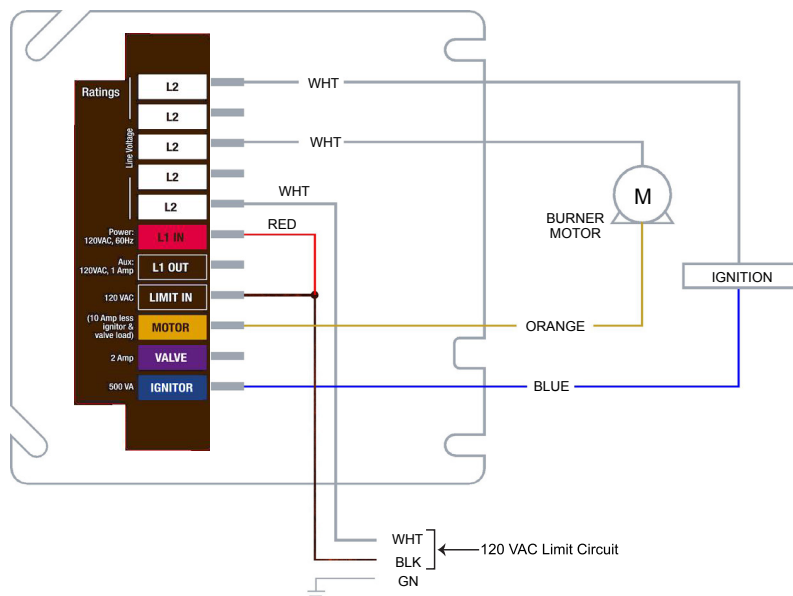 Ratings
Line Voltage
L2
WHT
L2
L2
WHT
L2
L2
WHT
Power:
120VAC, 60Hz
L1 IN
RED
Aux:
120VAC, 1 Amp
L1 OUT
120 VAC
LIMIT IN
(10 Amp less
ignitor &
valve load)
MOTOR
ORANGE
2 Amp
VALVE
500 VA
IGNITOR
BLUE
M
BURNER
MOTOR
IGNITION
WHT
BLK
GN
120 VAC Limit Circuit